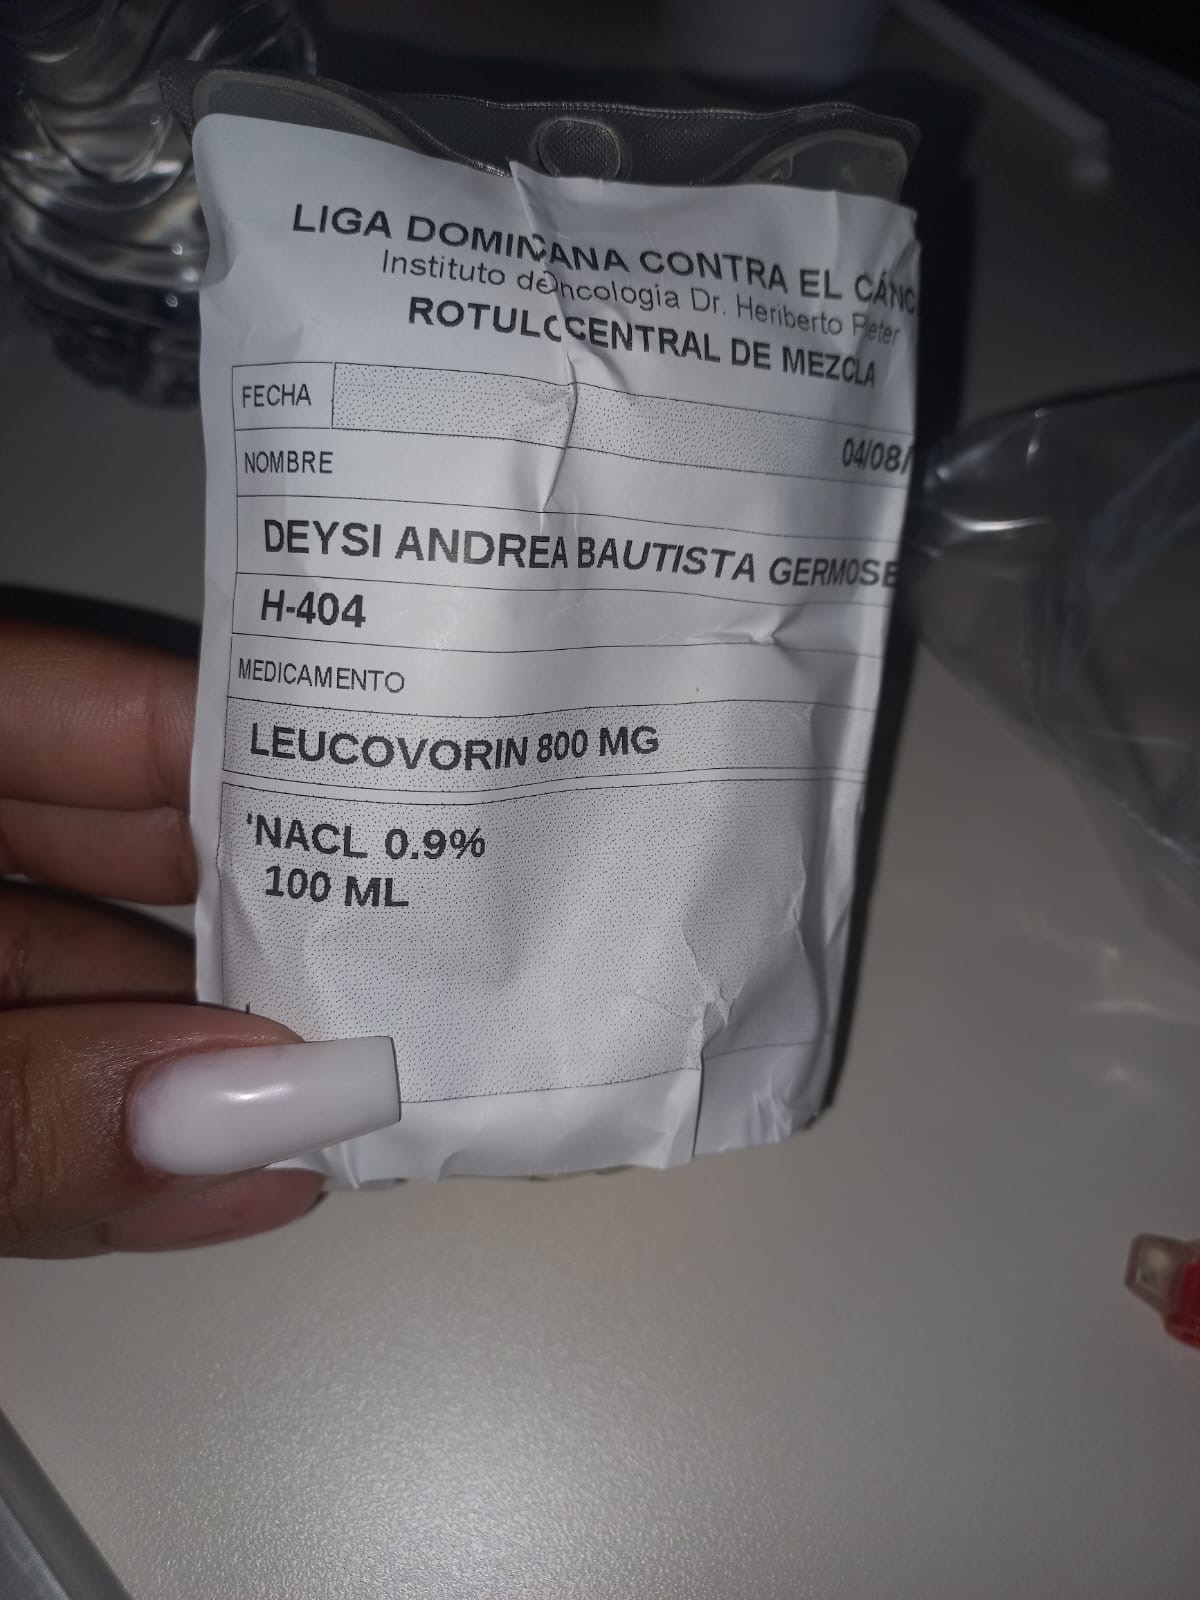 LIGA DOMINCANA CONTRA EL CÁNC
Instituto de Oncología Dr. Heriberto Pieter
ROTULO CENTRAL DE MEZCLA
FECHA
04/08/
NOMBRE
DEYSI ANDREA BAUTISTA GERMOSE
H-404
MEDICAMENTO
LEUCOVORIN 800 MG
'NACL 0.9%
100 ML